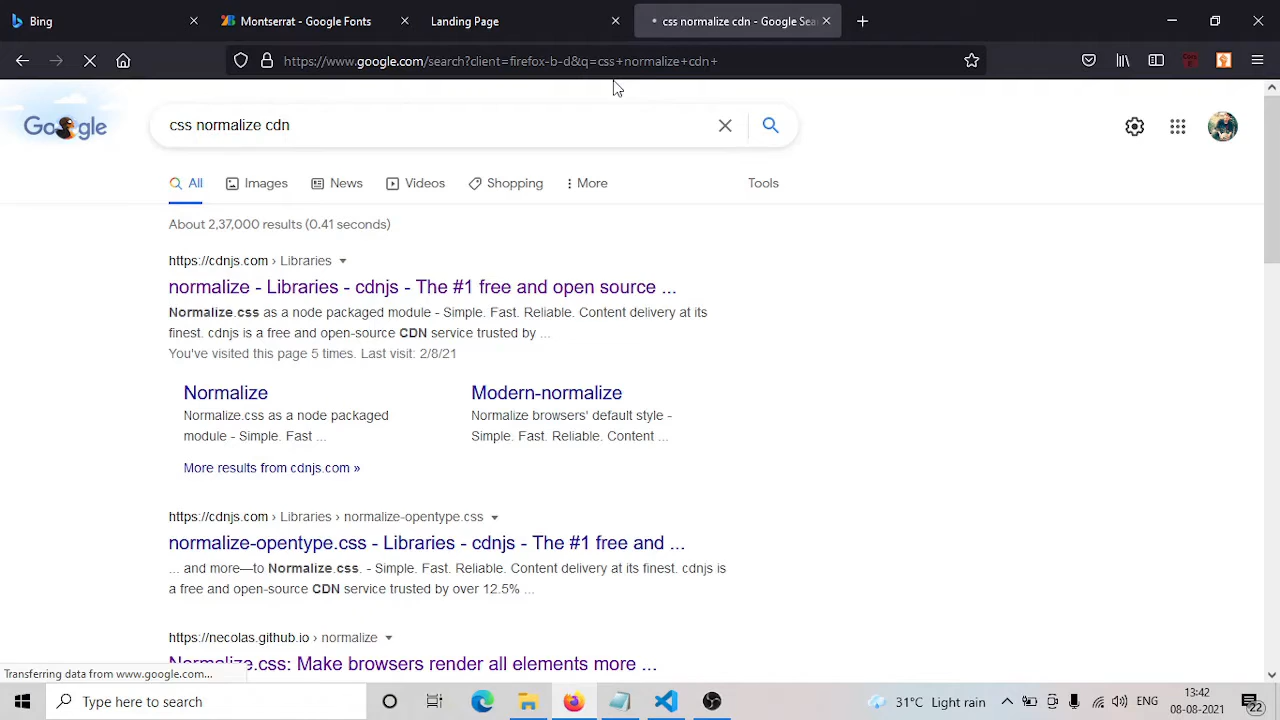 Bing
Montserrat - Google Fonts
Landing Page
css normalize cdn - Google Sea
https://www.google.com/search?client=firefox-b-d&q=css+normalize+cdn+
Google
css normalize cdn
All
Images
News
Videos
Shopping
More
Tools
About 2,37,000 results (0.41 seconds)
https://cdnjs.com › Libraries
normalize - Libraries - cdnjs - The #1 free and open source ...
Normalize.css as a node packaged module - Simple. Fast. Reliable. Content delivery at its
finest. cdnjs is a free and open-source CDN service trusted by ...
You've visited this page 5 times. Last visit: 2/8/21
Normalize
Normalize.css as a node packaged
module - Simple. Fast ...
Modern-normalize
Normalize browsers' default style -
Simple. Fast. Reliable. Content ...
More results from cdnjs.com »
https://cdnjs.com › Libraries › normalize-opentype.css
normalize-opentype.css - Libraries - cdnjs - The #1 free and ...
... and more—to Normalize.css. - Simple. Fast. Reliable. Content delivery at its finest. cdnjs is
a free and open-source CDN service trusted by over 12.5% ...
https://necolas.github.io › normalize
Normalize.css: Make browsers render all elements more ...
Transferring data from www.google.com...
Type here to search
31°C Light rain
13:42
08-08-2021
22